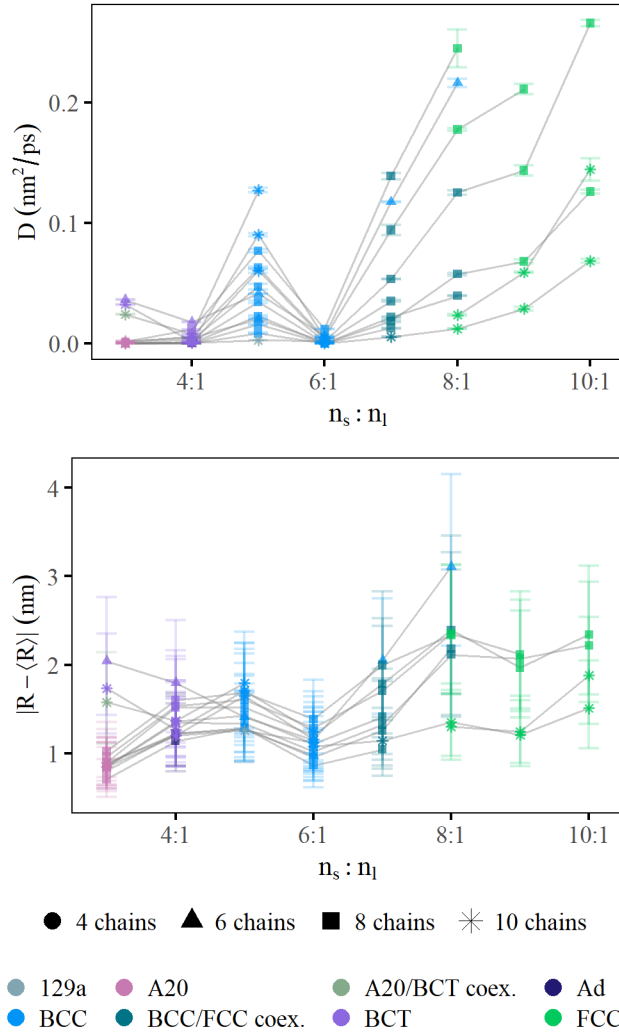 0.2
0.1
0.0
D (nm²/ps)
4:1 6:1 8:1 10:1
nₛ : nₗ
4
3
2
1
|R − ⟨R⟩| (nm)
4:1 6:1 8:1 10:1
nₛ : nₗ
4 chains 6 chains 8 chains 10 chains
129a A20 A20/BCT coex. Ad
BCC BCC/FCC coex. BCT FCC